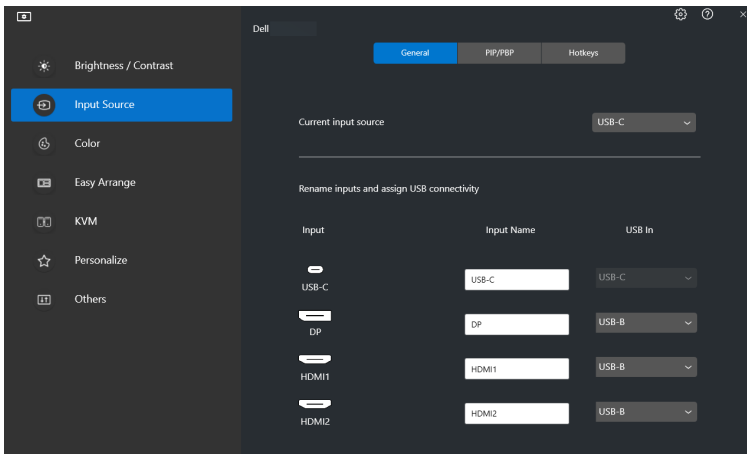 Dell
General PIP/PBP Hotkeys
Brightness / Contrast
Input Source
Color
Easy Arrange
KVM
Personalize
Others
Current input source USB-C
Rename inputs and assign USB connectivity
Input Input Name USB In
USB-C USB-C USB-C
DP DP USB-B
HDMI1 HDMI1 USB-B
HDMI2 HDMI2 USB-B